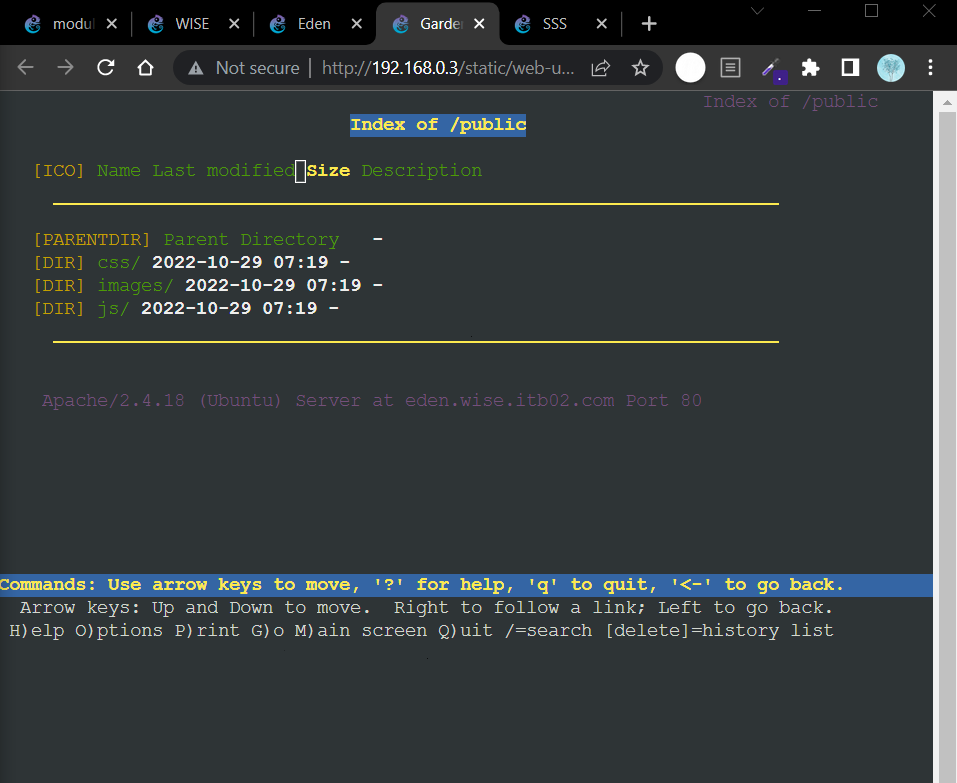 modul
WISE
Eden
Garde
SSS
Not secure | http://192.168.0.3/static/web-u...
Index of /public
Index of /public
[ICO] Name Last modified Size Description
[PARENTDIR] Parent Directory -
[DIR] css/ 2022-10-29 07:19 -
[DIR] images/ 2022-10-29 07:19 -
[DIR] js/ 2022-10-29 07:19 -
Apache/2.4.18 (Ubuntu) Server at eden.wise.itb02.com Port 80
Commands: Use arrow keys to move, '?' for help, 'q' to quit, '<-' to go back.
Arrow keys: Up and Down to move. Right to follow a link; Left to go back.
H)elp O)ptions P)rint G)o M)ain screen Q)uit /=search [delete]=history list